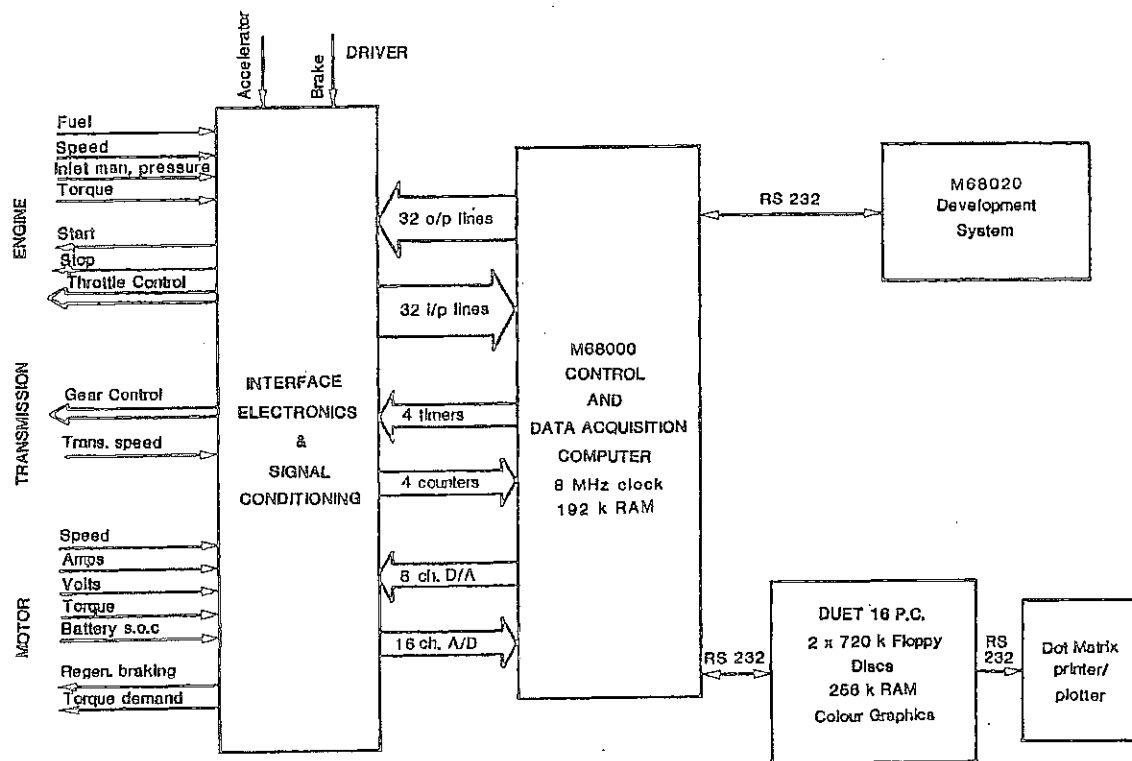 Accelerator
Brake
DRIVER
ENGINE
Fuel
Speed
Inlet man, pressure
Torque
Start
Stop
Throttle Control
TRANSMISSION
Gear Control
Trans. speed
MOTOR
Speed
Amps
Volts
Torque
Battery s.o.c
Regen. braking
Torque demand
INTERFACE
ELECTRONICS
&
SIGNAL
CONDITIONING
32 o/p lines
32 i/p lines
4 timers
4 counters
8 ch. D/A
16 ch. A/D
M68000
CONTROL
AND
DATA ACQUISITION
COMPUTER
8 MHz clock
192 k RAM
RS 232
M68020
Development
System
RS 232
DUET 16 P.C.
2 x 720 k Floppy
Discs
256 k RAM
Colour Graphics
RS
232
Dot Matrix
printer/
plotter